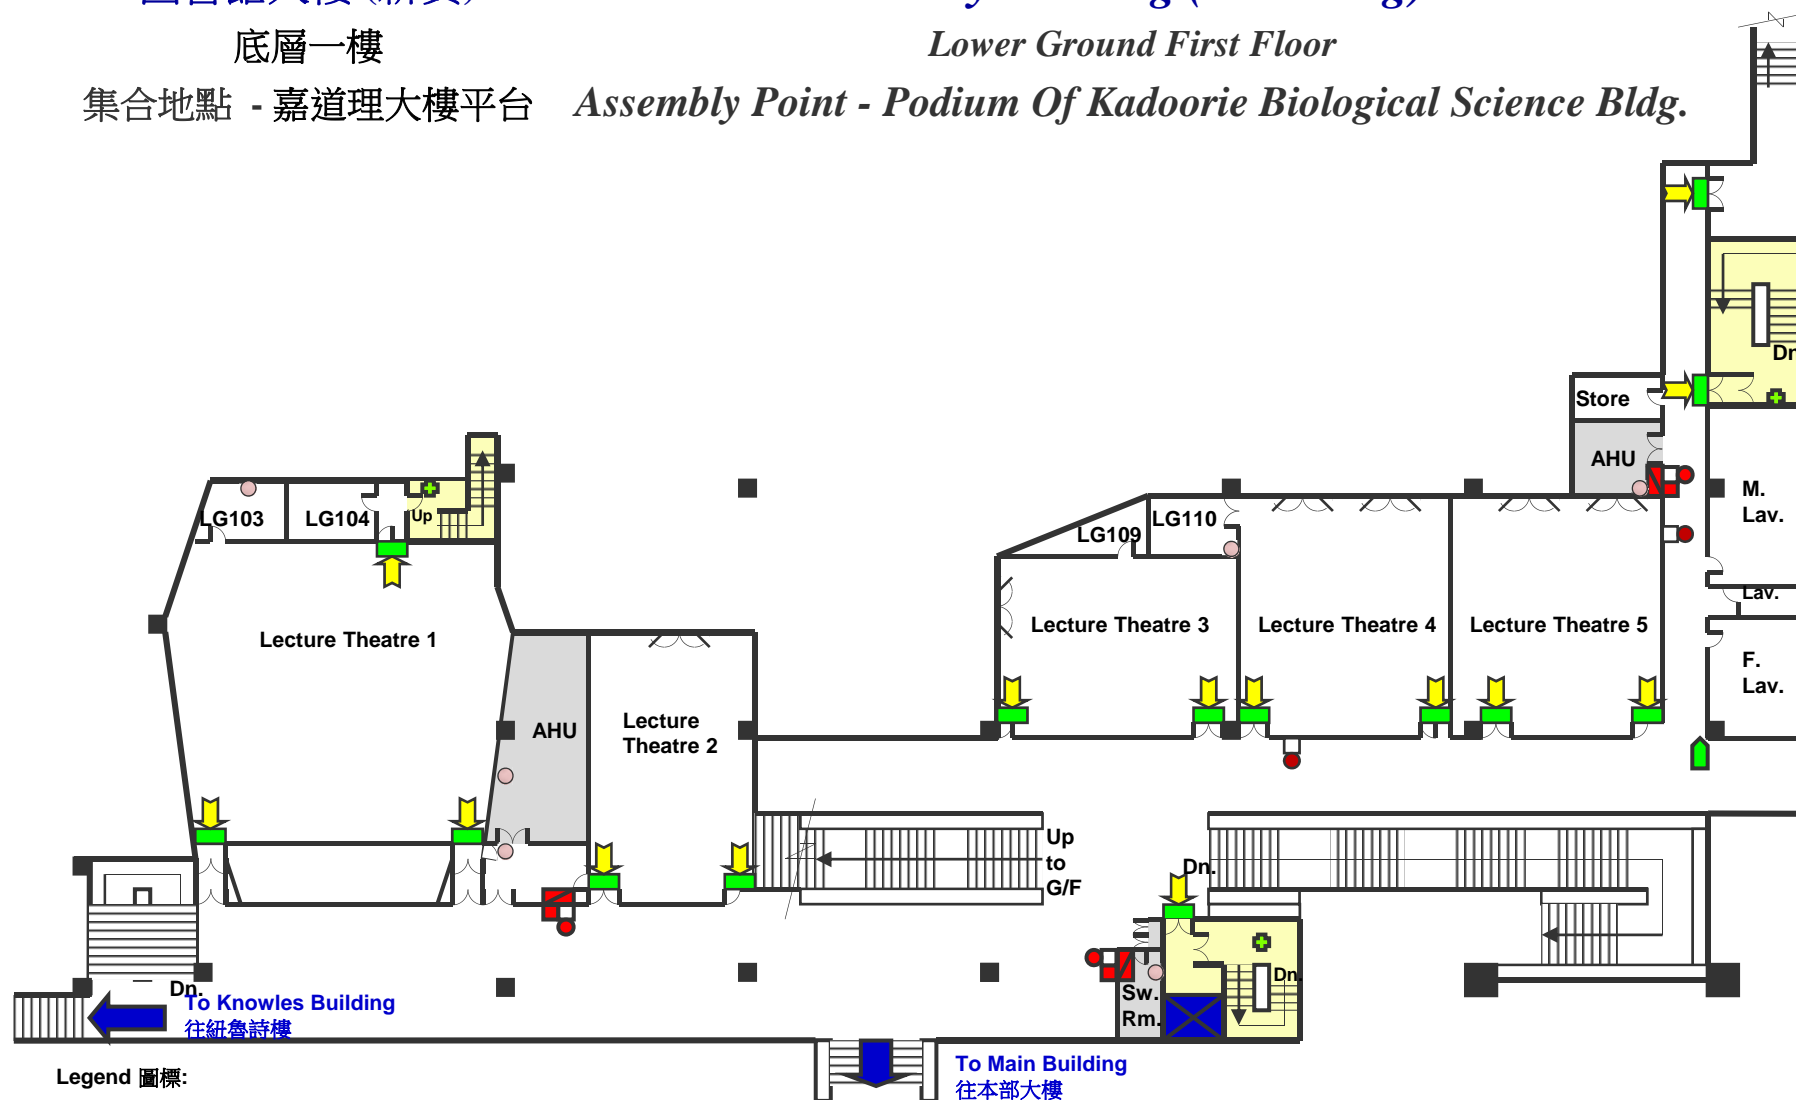 底層一樓
Lower Ground First Floor
集合地點 - 嘉道理大樓平台
Assembly Point - Podium Of Kadoorie Biological Science Bldg.
Dn
Store
AHU
M.
Lav.
LG103
LG104
Up
LG109
LG110
Lav.
Lecture Theatre 1
Lecture Theatre 3
Lecture Theatre 4
Lecture Theatre 5
F.
Lav.
AHU
Lecture
Theatre 2
Up
to
G/F
Dn.
Dn.
Dn.
Sw.
Rm.
To Knowles Building
往紐魯詩樓
To Main Building
往本部大樓
Legend 圖標: